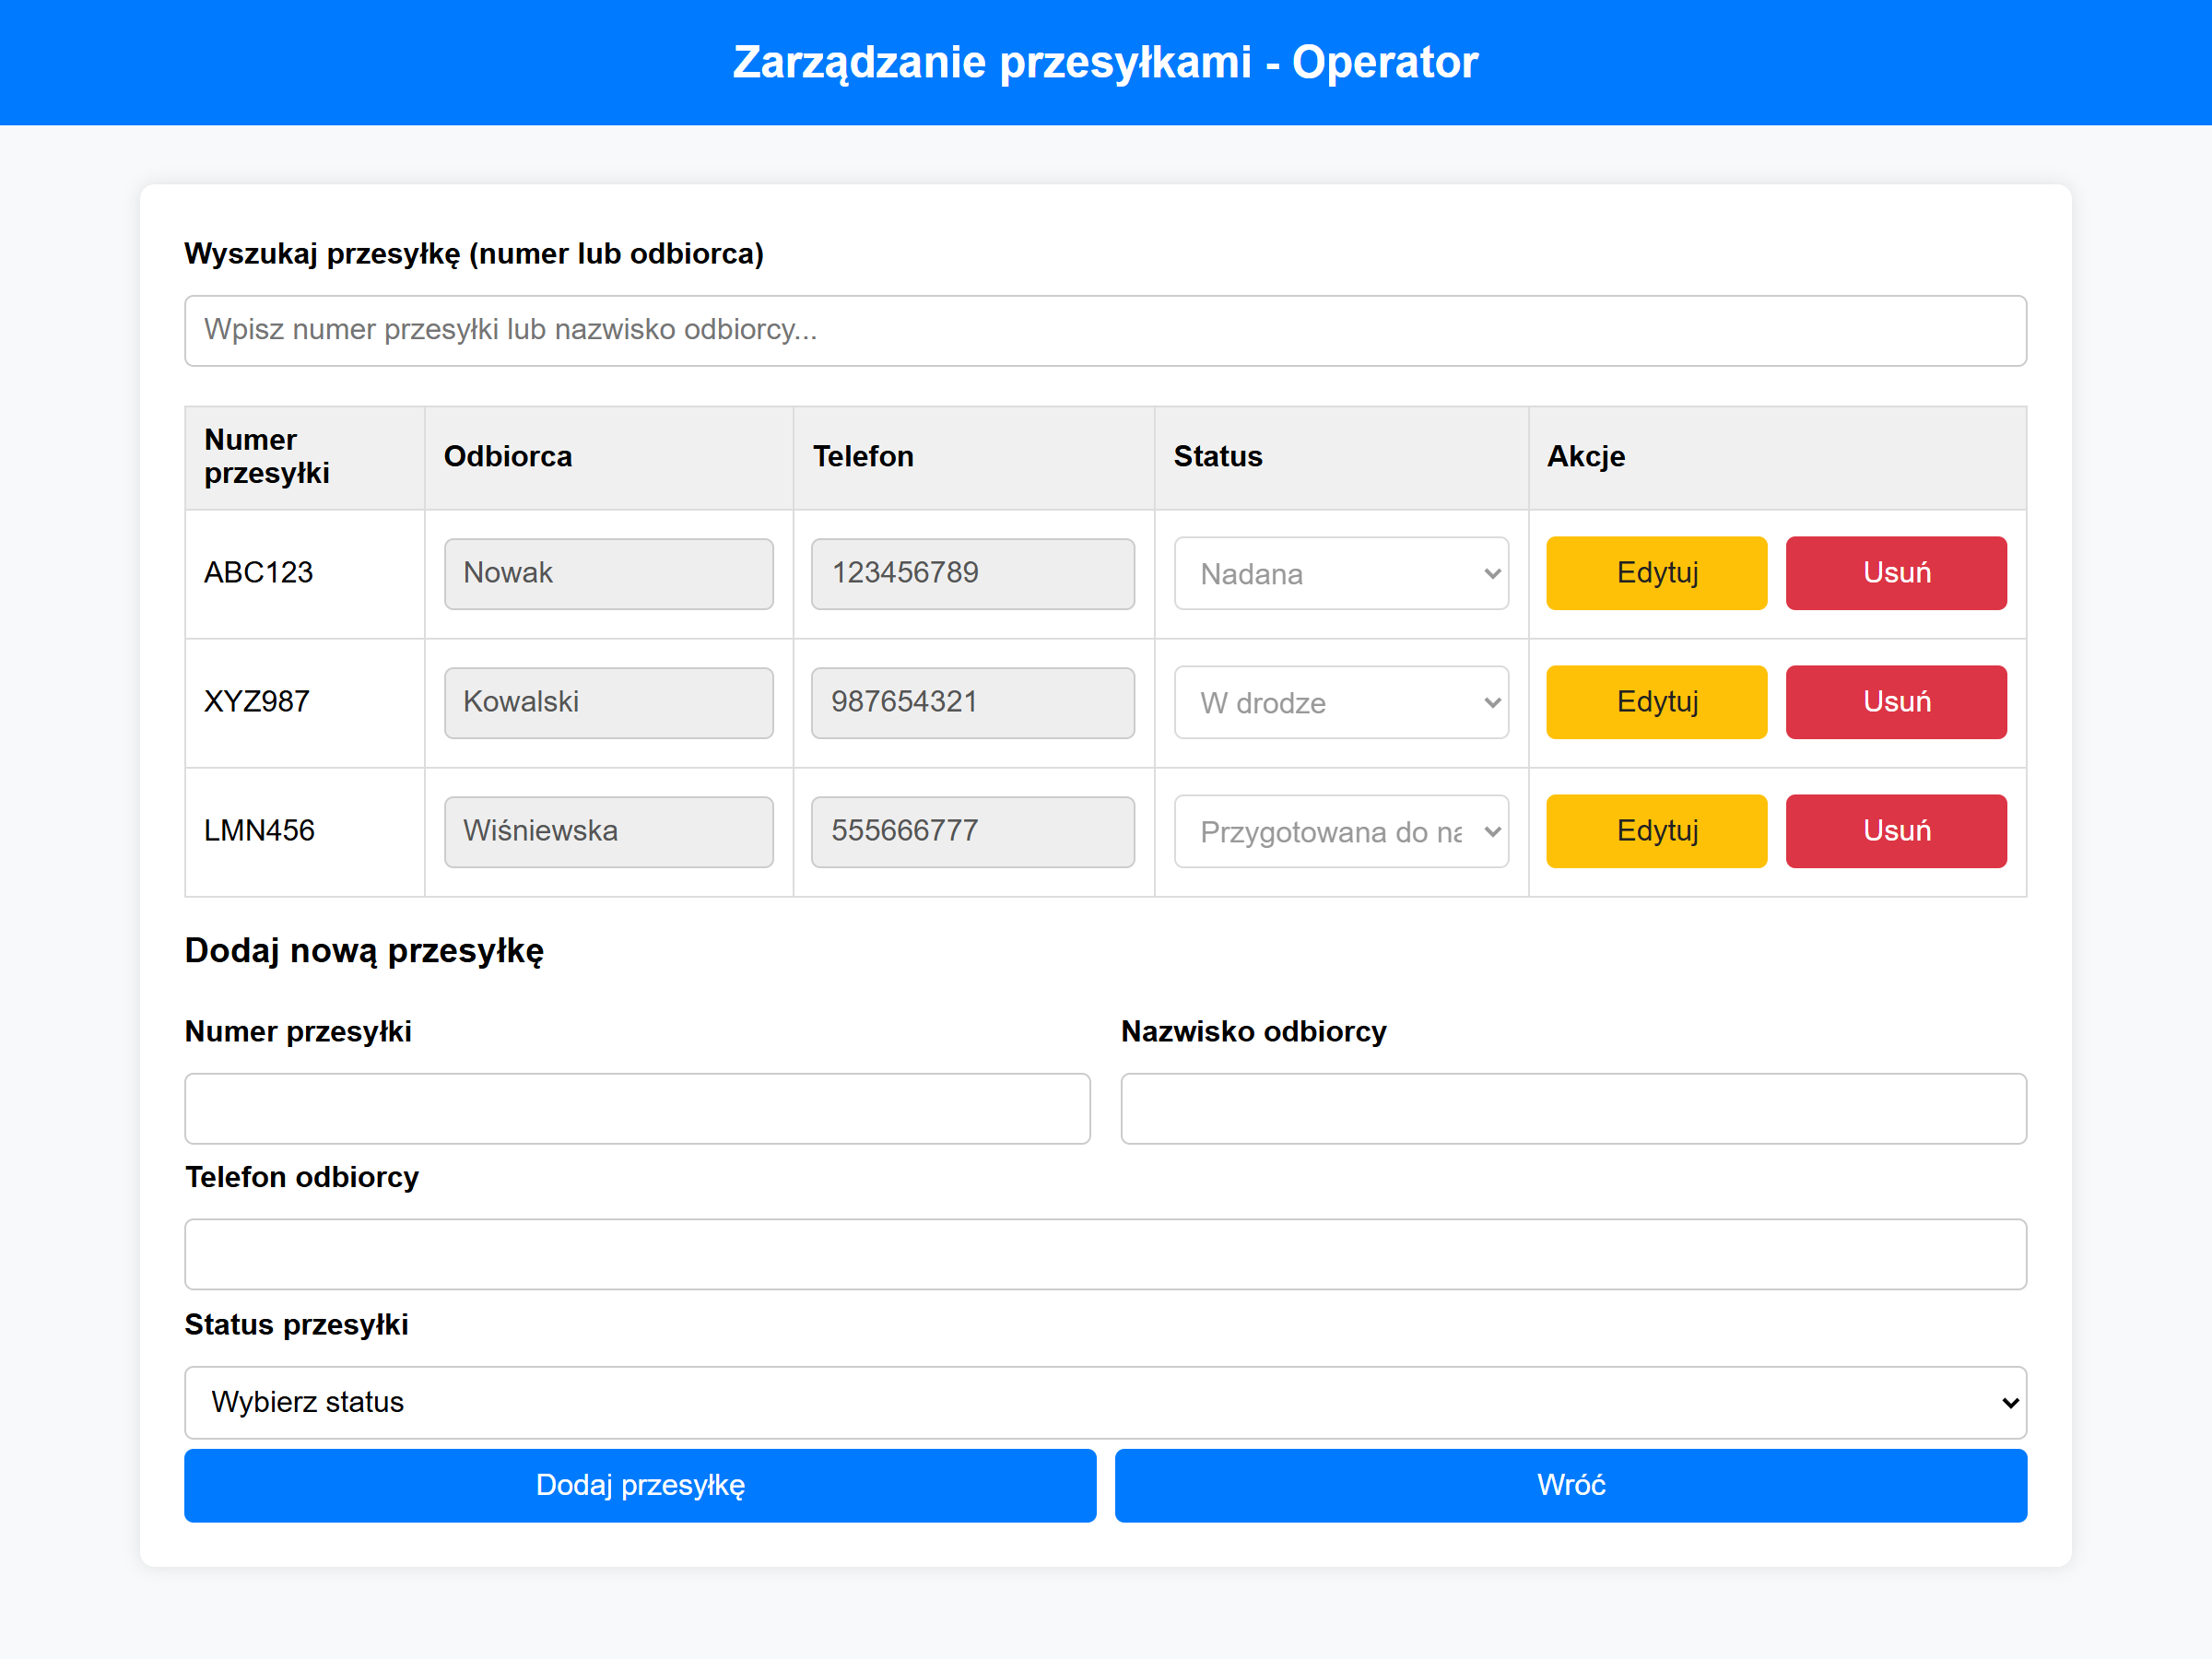 Zarządzanie przesyłkami - Operator
Wyszukaj przesyłkę (numer lub odbiorca)
Wpisz numer przesyłki lub nazwisko odbiorcy...
Numer przesyłki Odbiorca Telefon Status Akcje
ABC123 Nowak 123456789 Nadana Edytuj Usuń
XYZ987 Kowalski 987654321 W drodze Edytuj Usuń
LMN456 Wiśniewska 555666777 Przygotowana do Edytuj Usuń
Dodaj nową przesyłkę
Numer przesyłki Nazwisko odbiorcy
Telefon odbiorcy
Status przesyłki
Wybierz status
Dodaj przesyłkę Wróć